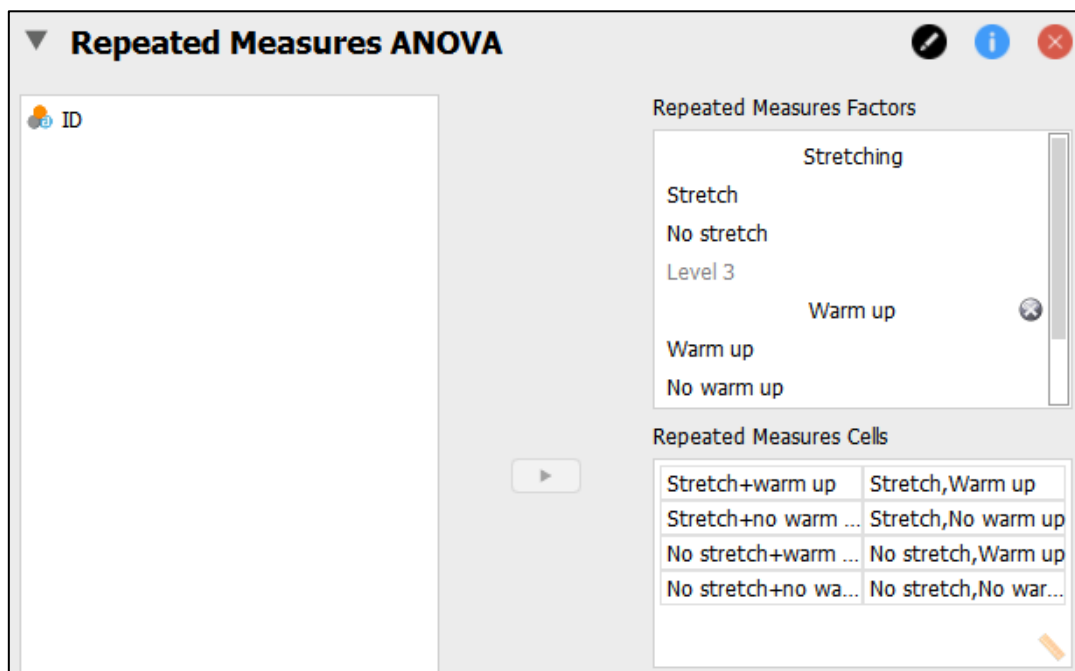 Repeated Measures ANOVA
ID
Repeated Measures Factors
Stretching
Stretch
No stretch
Level 3
Warm up
Warm up
No warm up
Repeated Measures Cells
Stretch+warm up Stretch,Warm up
Stretch+no warm ... Stretch,No warm up
No stretch+warm ... No stretch,Warm up
No stretch+no wa... No stretch,No war...